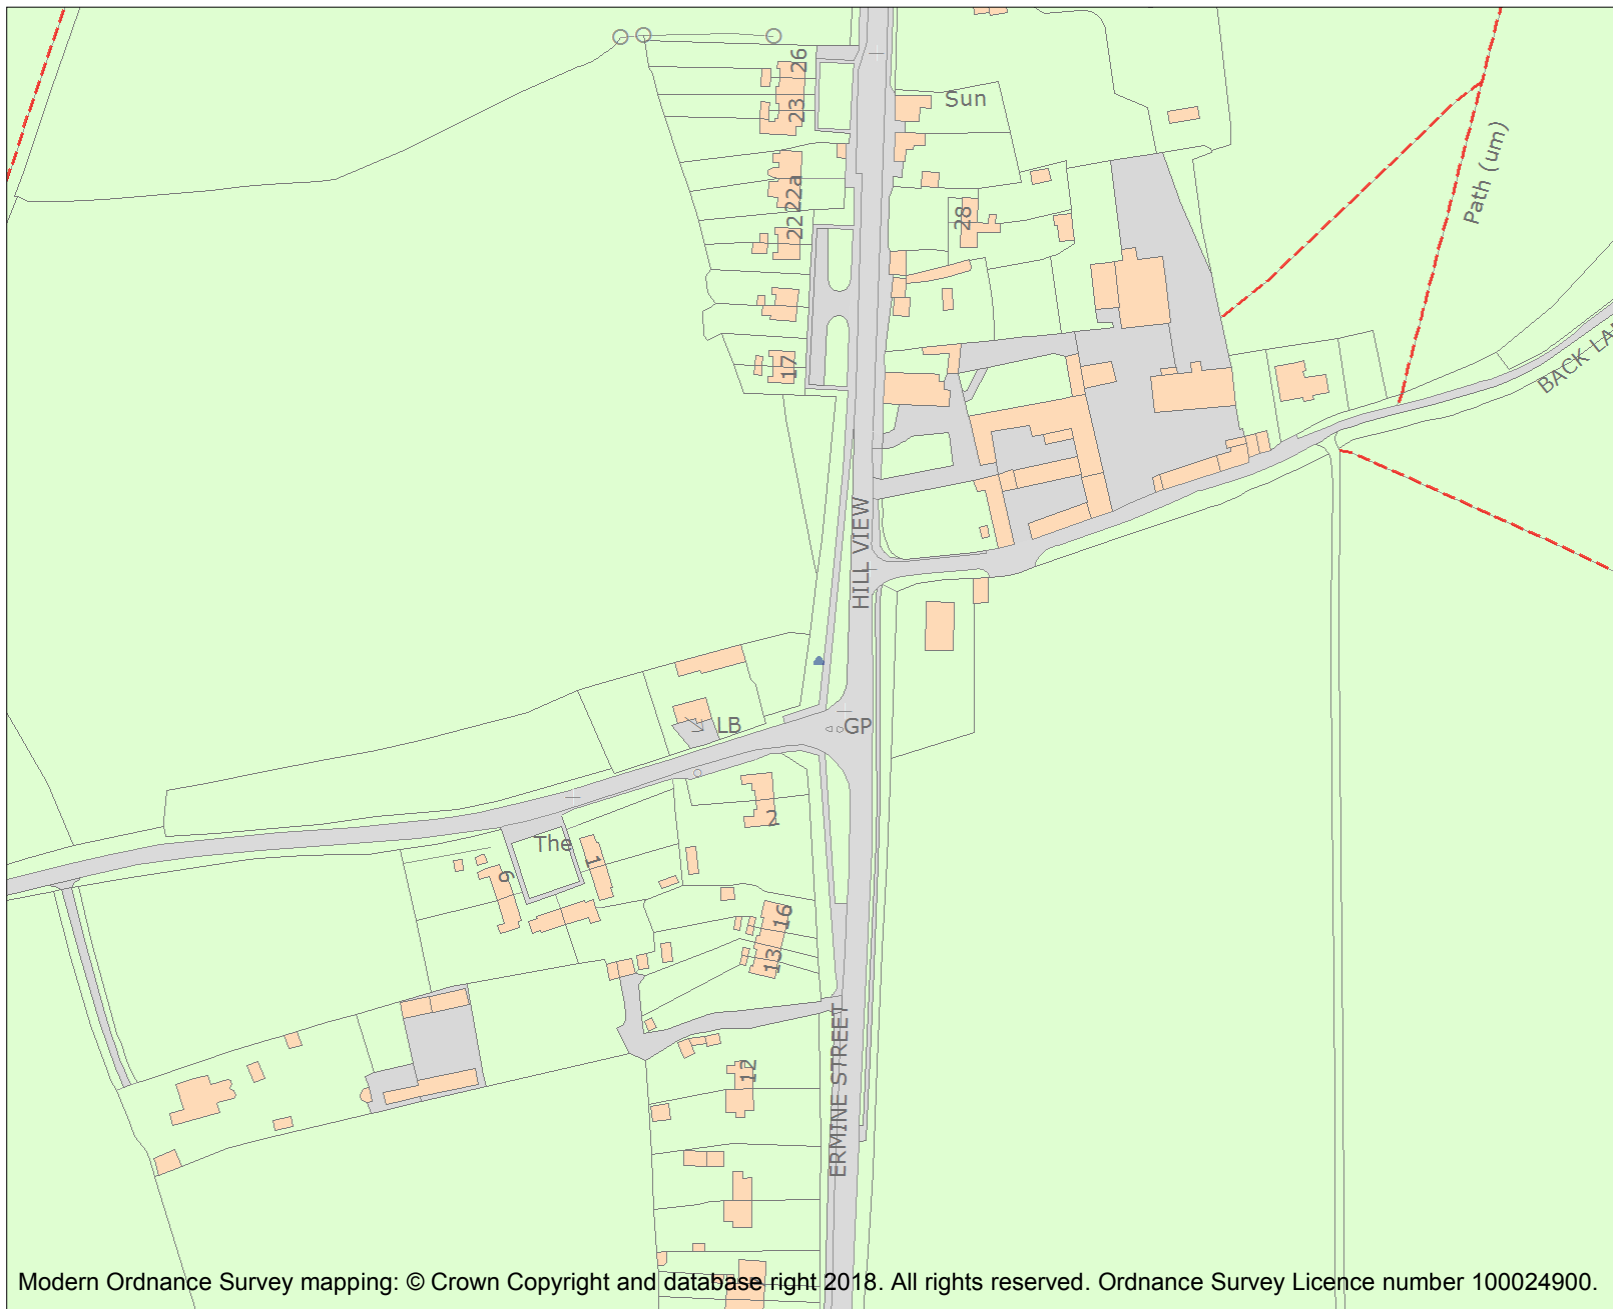 26
Sun
23
Path (um)
22a
28
22
17
BACK LA
HILL VIEW
LB
GP
2
The
1
9
16
13
ERMINE STREET
12
Modern Ordnance Survey mapping: © Crown Copyright and database right 2018. All rights reserved. Ordnance Survey Licence number 100024900.